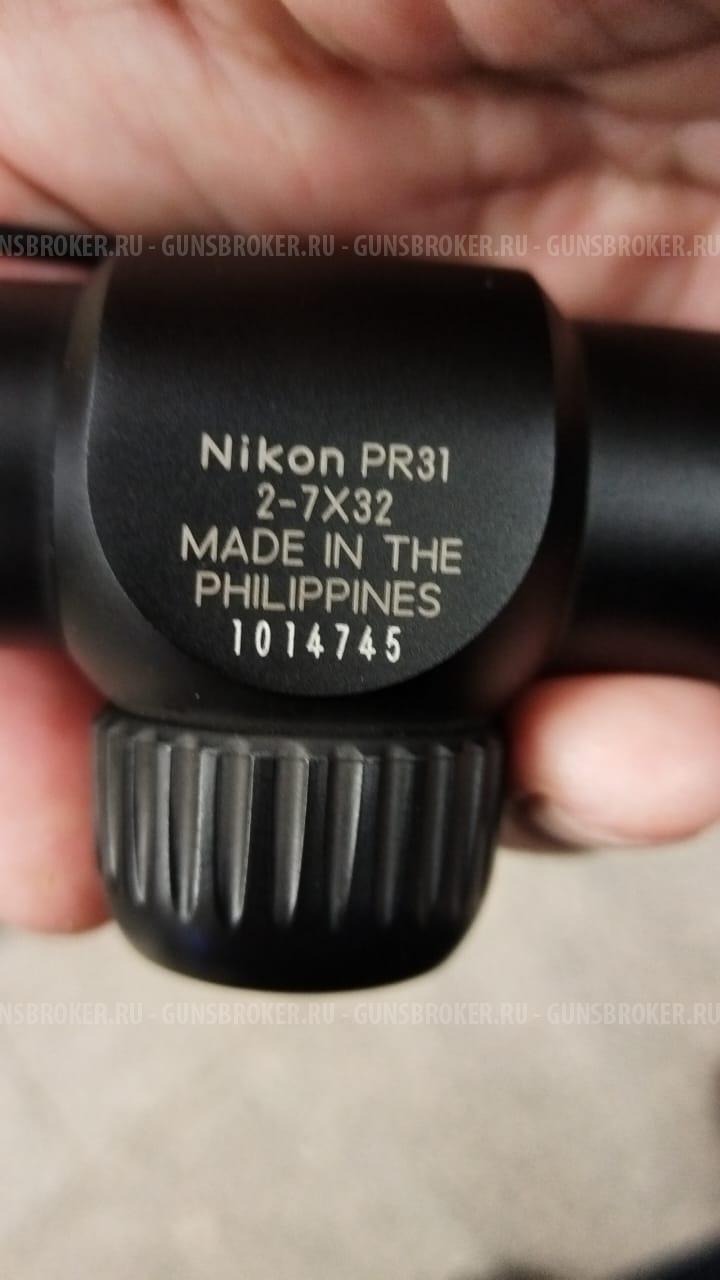 GUNSBROKER.RU - GUNSBROKER.RU - GUNSBROKER.RU - GUNSBROKER.RU
Nikon PR31
2-7X32
MADE IN THE
PHILIPPINES
1014745
GUNSBROKER.RU - GUNSBROKER.RU - GUNSBROKER.RU - GUNSBROKER.RU